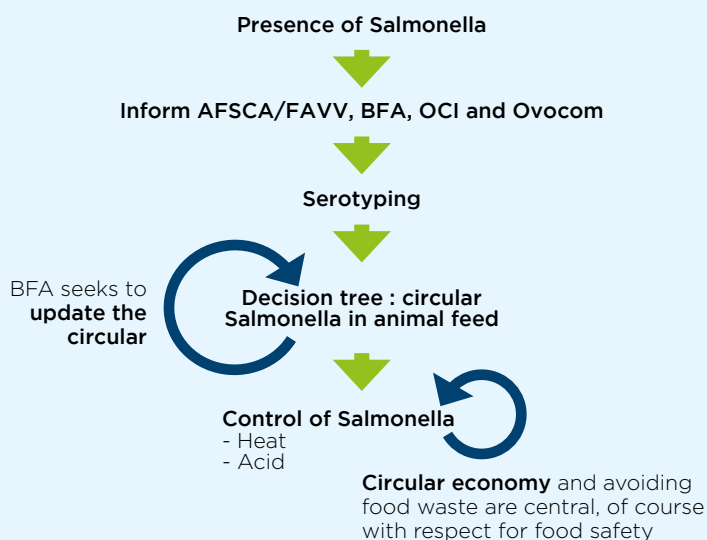 Presence of Salmonella
Inform AFSCA/FAVV, BFA, OCI and Ovocom
Serotyping
BFA seeks to
update the
circular
Decision tree : circular
Salmonella in animal feed
Control of Salmonella
- Heat
- Acid
Circular economy and avoiding
food waste are central, of course
with respect for food safety